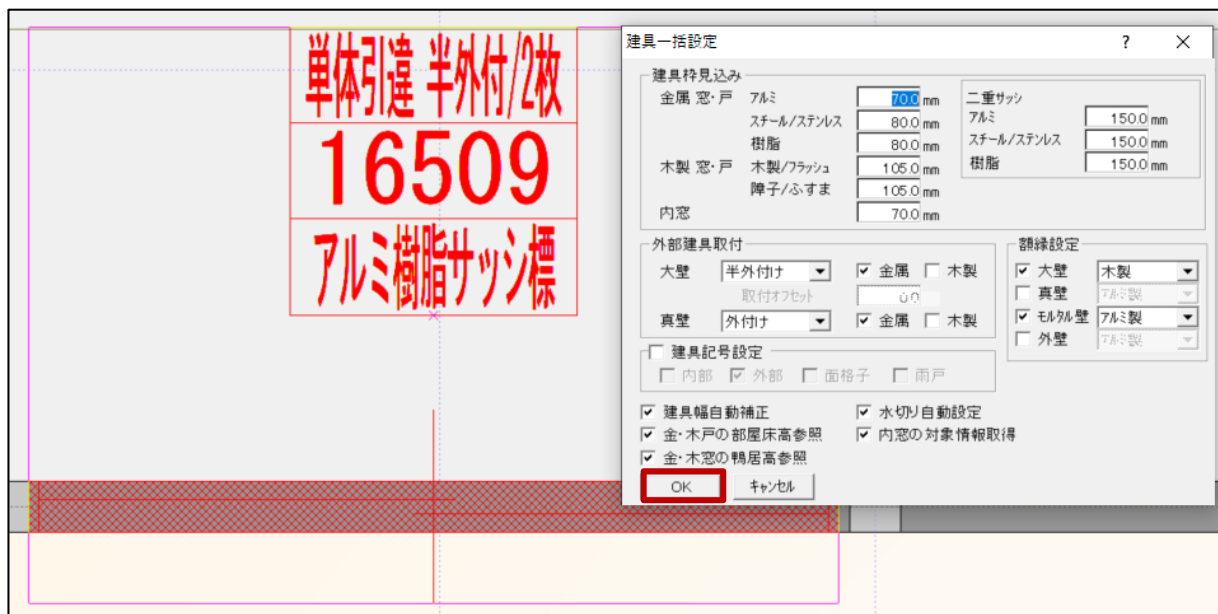 単体引違 半外付/2枚
16509
アルミ樹脂サッシ標
建具一括設定 ? ×
建具枠見込み
金属 窓・戸 アルミ 70.0 mm
スチール/ステンレス 80.0 mm
樹脂 80.0 mm
木製 窓・戸 木製/フラッシュ 105.0 mm
障子/ふすま 105.0 mm
内窓 70.0 mm
二重サッシ
アルミ 150.0 mm
スチール/ステンレス 150.0 mm
樹脂 150.0 mm
外部建具取付
大壁 半外付け 金属 木製
取付オフセット 0.0
真壁 外付け 金属 木製
額縁設定
大壁 木製
真壁 アルミ製
モルタル壁 アルミ製
外壁 アルミ製
建具記号設定
内部 外部 面格子 雨戸
建具幅自動補正 水切り自動設定
金・木戸の部屋床高参照 内窓の対象情報取得
金・木窓の鴨居高参照
OK キャンセル